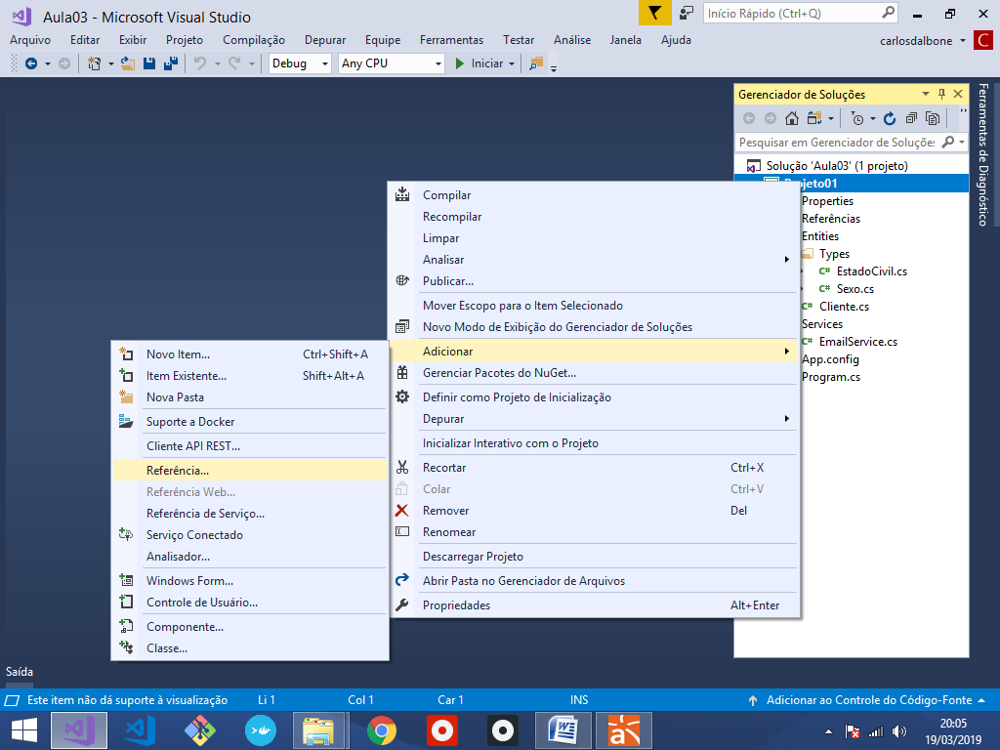 Aula03 - Microsoft Visual Studio
Início Rápido (Ctrl+Q)
Arquivo Editar Exibir Projeto Compilação Depurar Equipe Ferramentas Testar Análise Janela Ajuda
carlosdalbone C
Debug Any CPU Iniciar
Gerenciador de Soluções
Pesquisar em Gerenciador de Soluções
Solução 'Aula03' (1 projeto)
Projeto01
Properties
Referências
Entities
Types
C# EstadoCivil.cs
C# Sexo.cs
C# Cliente.cs
Services
C# EmailService.cs
App.config
Program.cs
Ferramentas de Diagnóstico
Compilar
Recompilar
Limpar
Analisar
Publicar...
Mover Escopo para o Item Selecionado
Novo Modo de Exibição do Gerenciador de Soluções
Adicionar
Gerenciar Pacotes do NuGet...
Definir como Projeto de Inicialização
Depurar
Inicializar Interativo com o Projeto
Recortar Ctrl+X
Colar Ctrl+V
Remover Del
Renomear
Descarregar Projeto
Abrir Pasta no Gerenciador de Arquivos
Propriedades Alt+Enter
Novo Item... Ctrl+Shift+A
Item Existente... Shift+Alt+A
Nova Pasta
Suporte a Docker
Cliente API REST...
Referência...
Referência Web...
Referência de Serviço...
Serviço Conectado
Analisador...
Windows Form...
Controle de Usuário...
Componente...
Classe...
Saída
Este item não dá suporte à visualização Li 1 Col 1 Car 1 INS Adicionar ao Controle do Código-Fonte
20:05
19/03/2019